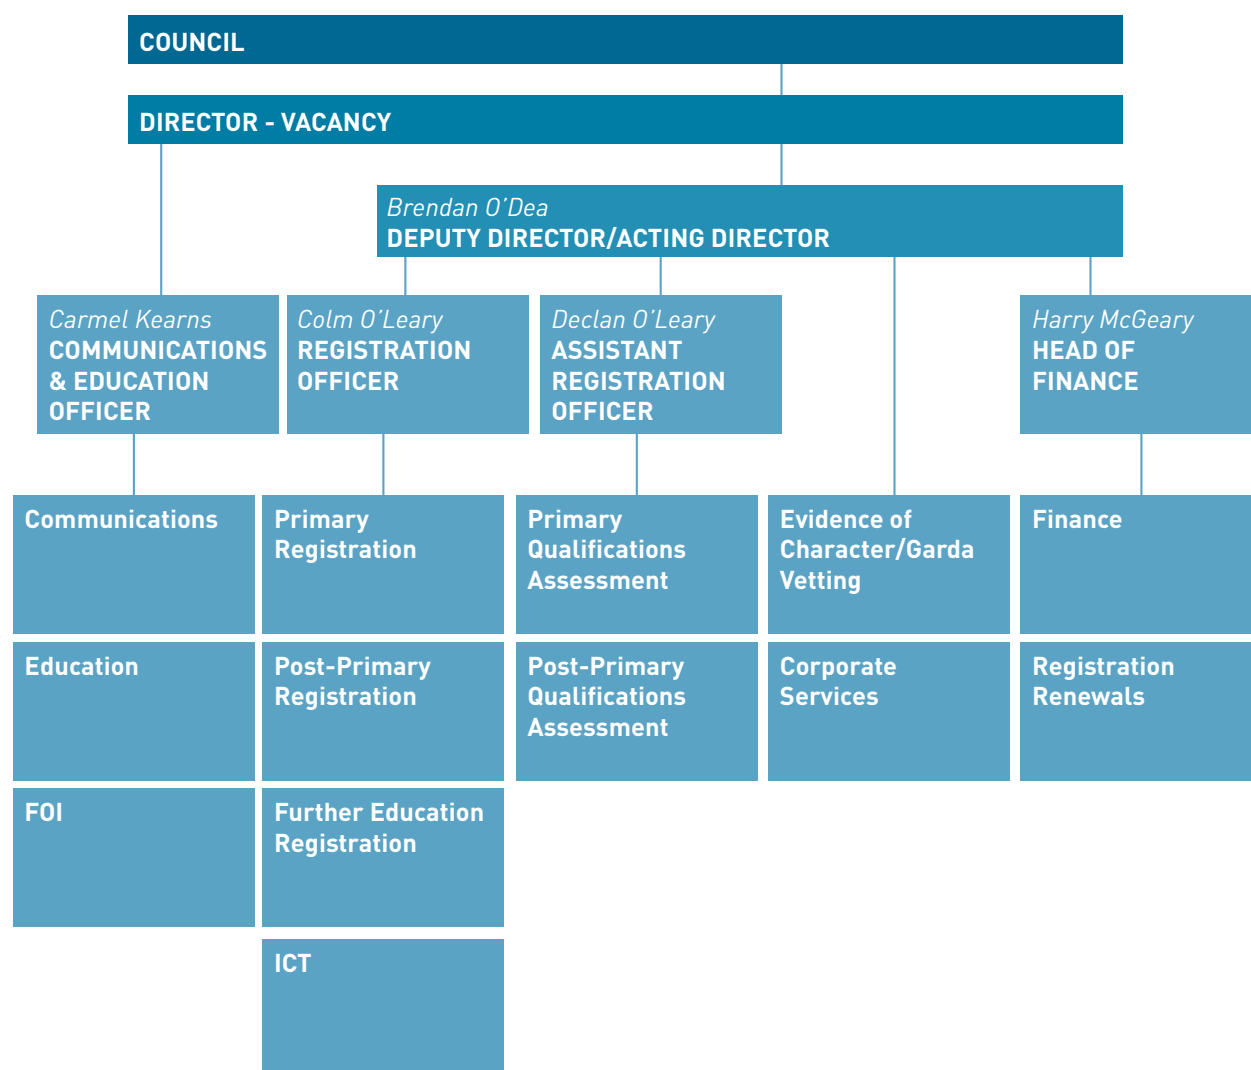 COUNCIL
DIRECTOR - VACANCY
Brendan O'Dea
DEPUTY DIRECTOR/ACTING DIRECTOR
Carmel Kearns
COMMUNICATIONS
& EDUCATION
OFFICER
Colm O'Leary
REGISTRATION
OFFICER
Declan O'Leary
ASSISTANT
REGISTRATION
OFFICER
Harry McGeary
HEAD OF
FINANCE
Communications
Primary
Registration
Primary
Qualifications
Assessment
Evidence of
Character/Garda
Vetting
Finance
Education
Post-Primary
Registration
Post-Primary
Qualifications
Assessment
Corporate
Services
Registration
Renewals
FOI
Further Education
Registration
ICT